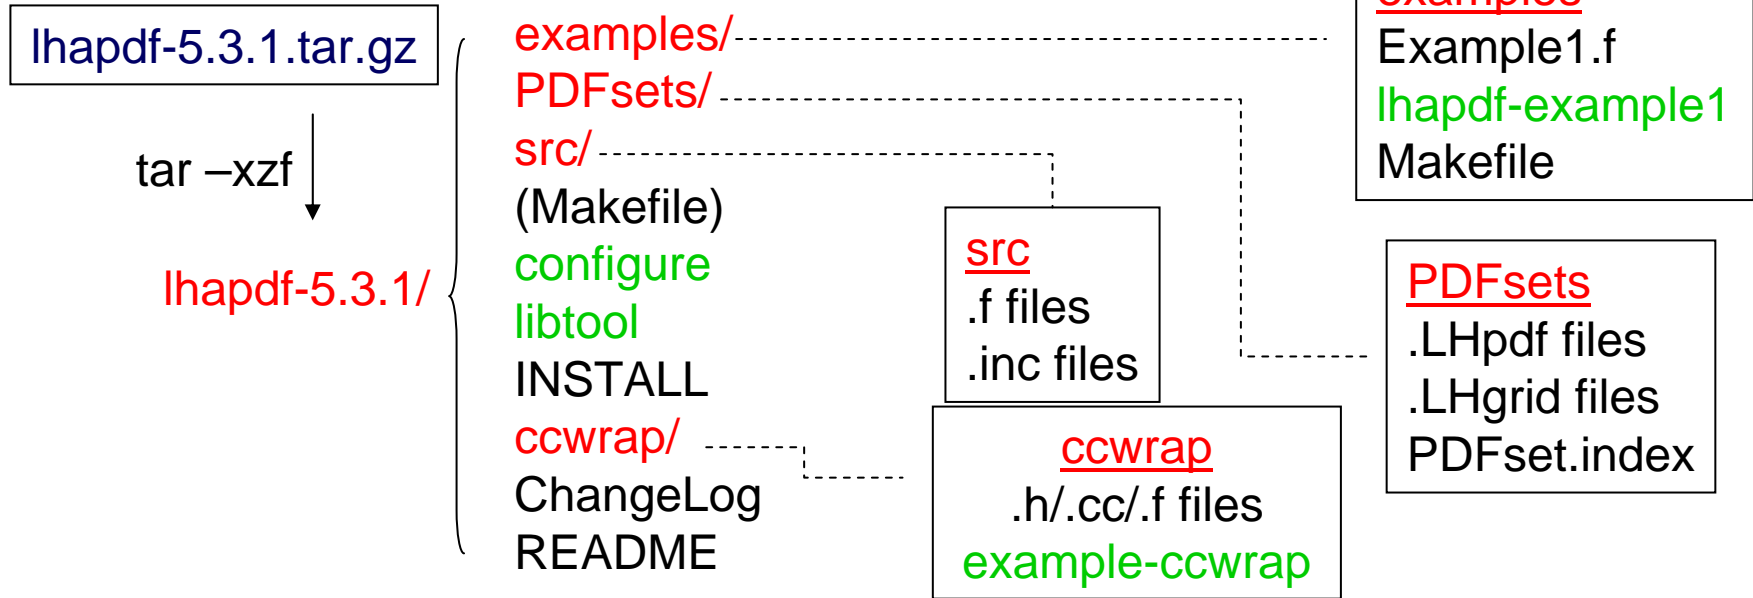 lhapdf-5.3.1.tar.gz
tar –xzf
lhapdf-5.3.1/
examples/
PDFsets/
src/
(Makefile)
configure
libtool
INSTALL
ccwrap/
ChangeLog
README
examples
Example1.f
lhapdf-example1
Makefile
src
.f files
.inc files
PDFsets
.LHpdf files
.LHgrid files
PDFset.index
ccwrap
.h/.cc/.f files
example-ccwrap